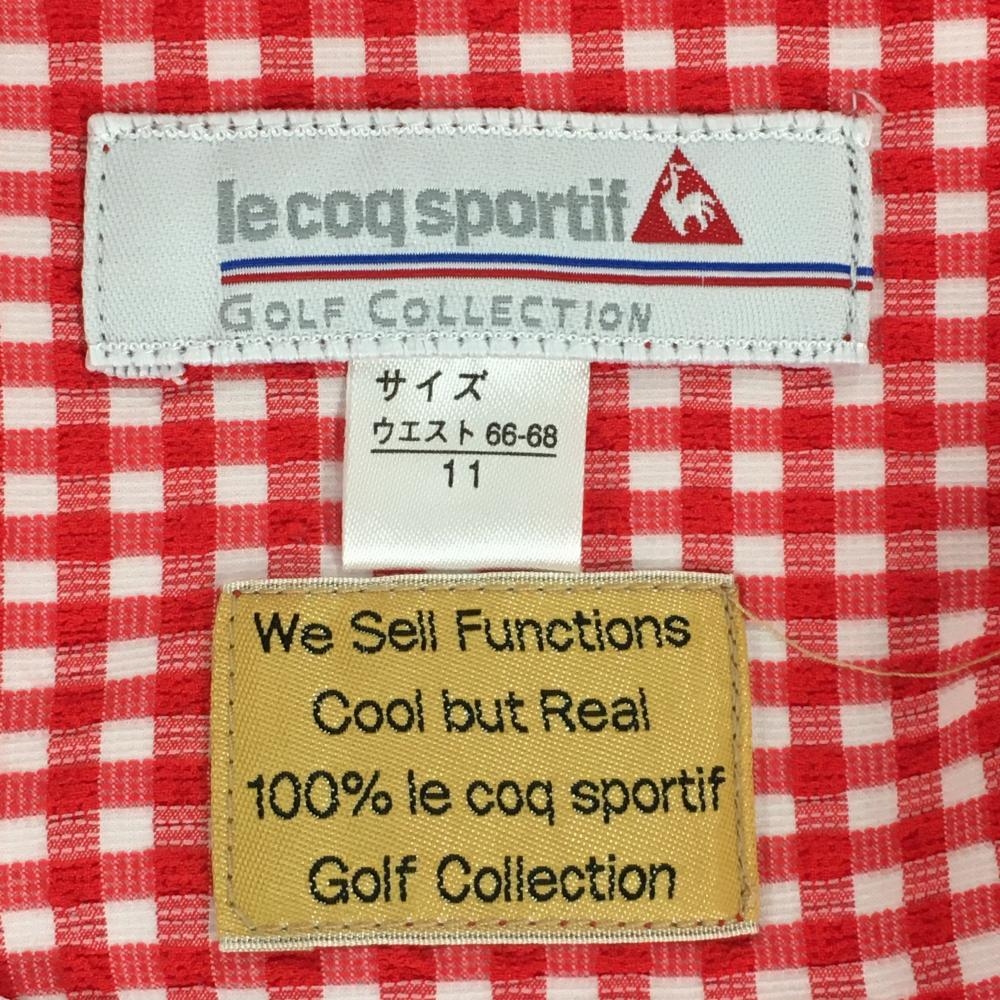 le coq sportif
GOLF COLLECTION
サイズ
ウエスト 66-68
11
We Sell Functions
Cool but Real
100% le coq sportif
Golf Collection